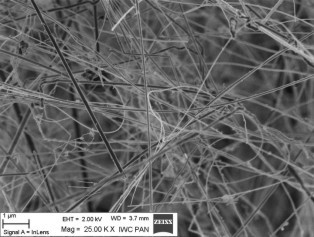 1 µm
EHT = 2.00 kV WD = 3.7 mm ZEISS
Signal A = InLens Mag = 25.00 K X IWC PAN